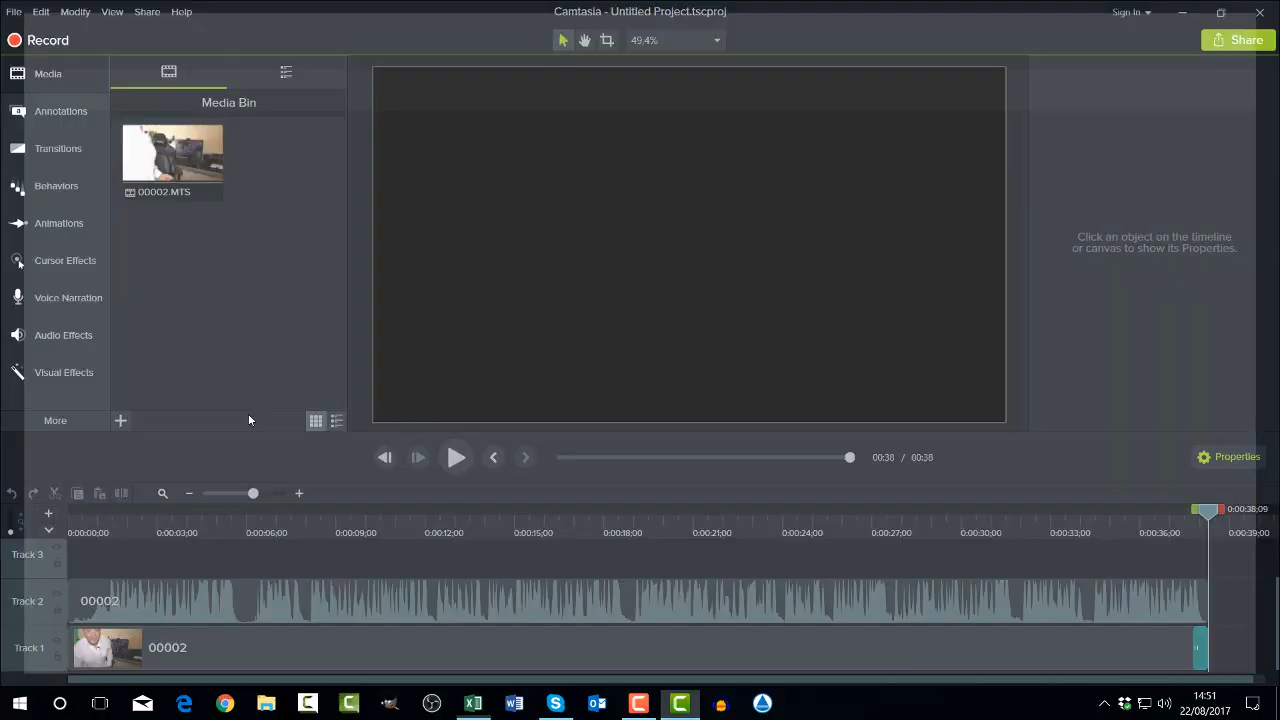 File Edit Modify View Share Help
Camtasia - Untitled Project.tscproj
Sign In
Record
49,4%
Share
Media
Annotations
Transitions
Behaviors
Animations
Cursor Effects
Voice Narration
Audio Effects
Visual Effects
More
Media Bin
00002.MTS
Click an object on the timeline
or canvas to show its Properties.
00:38 / 00:38
Properties
0:00:38;09
0:00:00;00 0:00:03;00 0:00:06;00 0:00:09;00 0:00:12;00 0:00:15;00 0:00:18;00 0:00:21;00 0:00:24;00 0:00:27;00 0:00:30;00 0:00:33;00 0:00:36;00 0:00:39;00
Track 3
Track 2
00002
Track 1
00002
14:51
22/08/2017